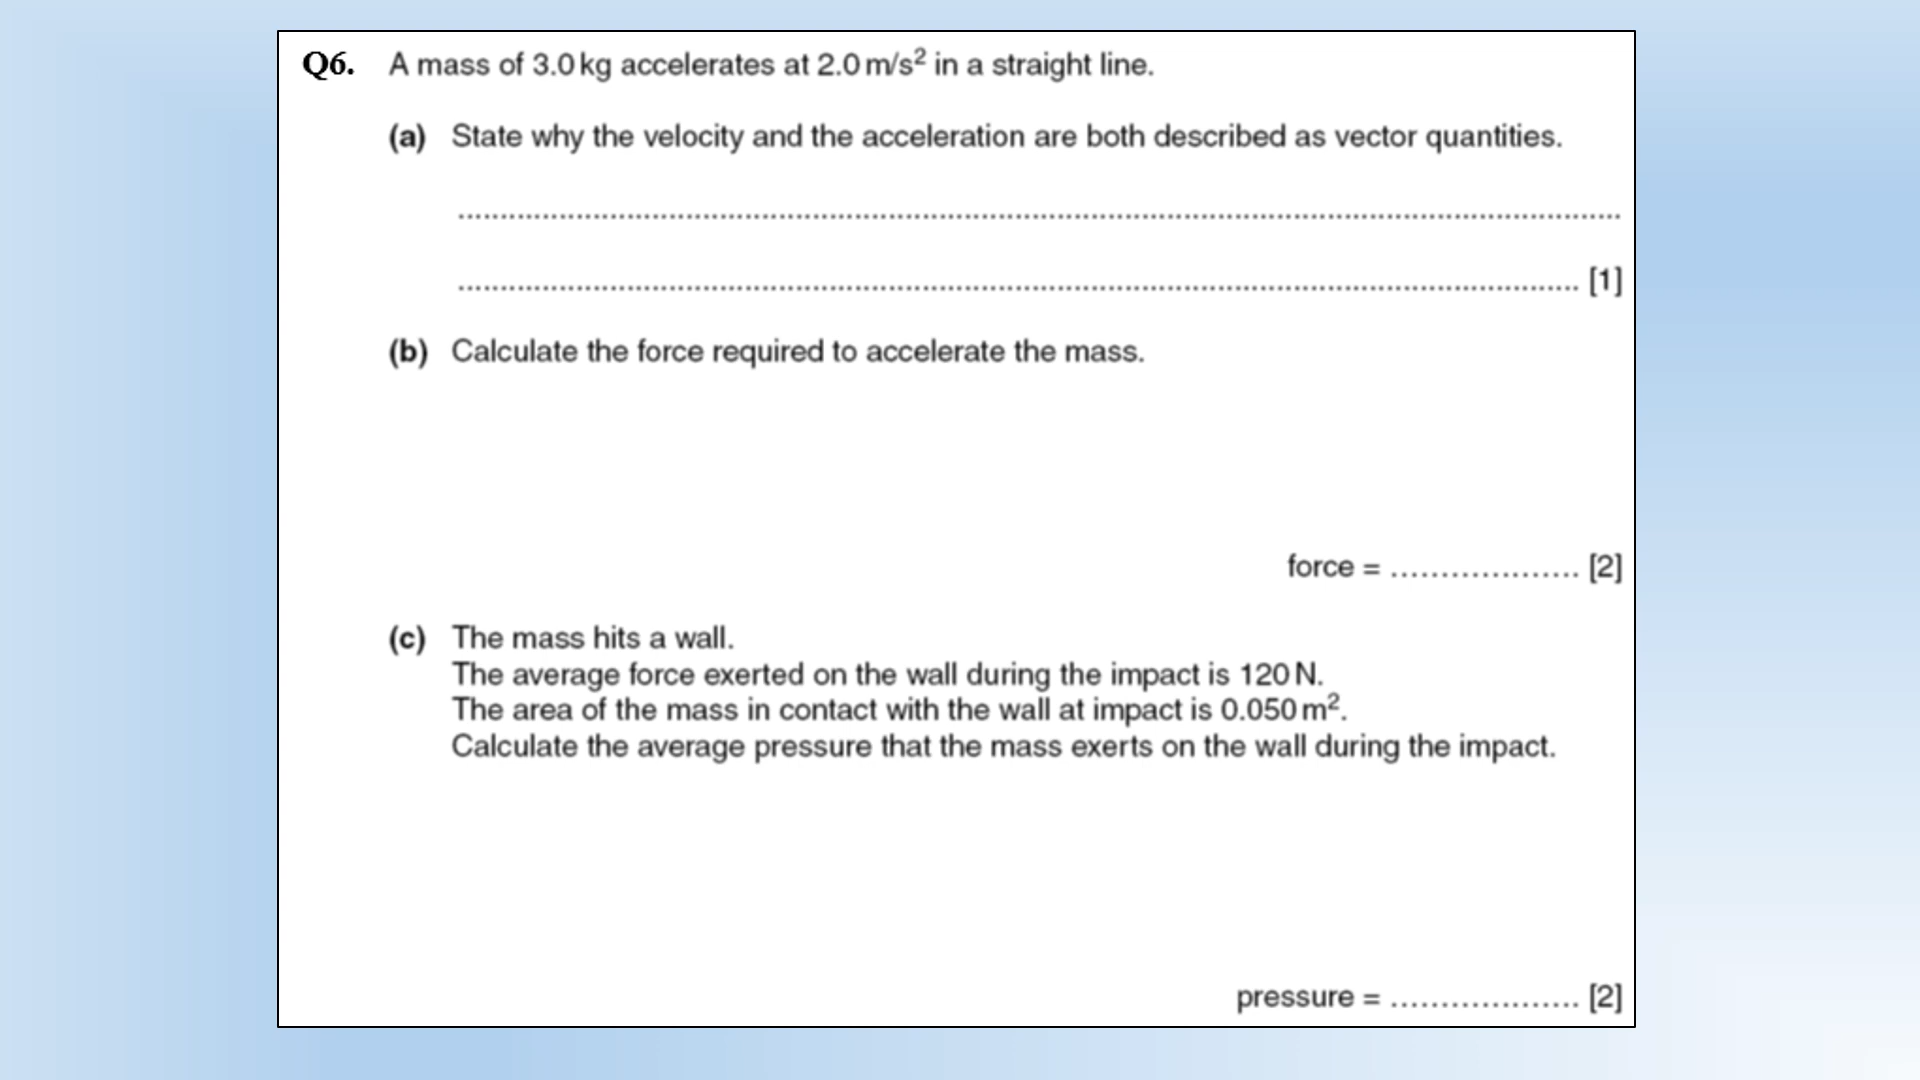 Q6. A mass of 3.0 kg accelerates at 2.0 m/s² in a straight line.
(a) State why the velocity and the acceleration are both described as vector quantities.
..........................................................................................................................................
..................................................................................................................................... [1]
(b) Calculate the force required to accelerate the mass.
force = ................... [2]
(c) The mass hits a wall.
The average force exerted on the wall during the impact is 120 N.
The area of the mass in contact with the wall at impact is 0.050 m².
Calculate the average pressure that the mass exerts on the wall during the impact.
pressure = ................... [2]